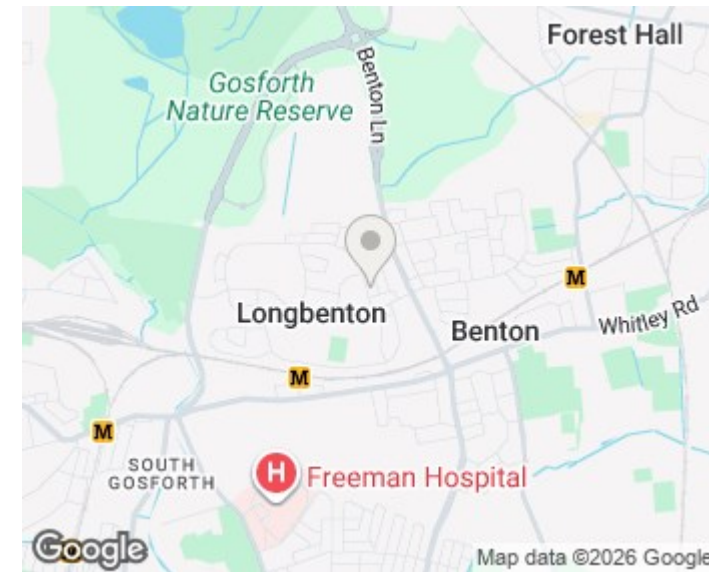 Forest Hall
Benton Ln
Gosforth
Nature Reserve
M
Longbenton
Benton
Whitley Rd
M
M
SOUTH
GOSFORTH
H
Freeman Hospital
Google
Map data ©2026 Google